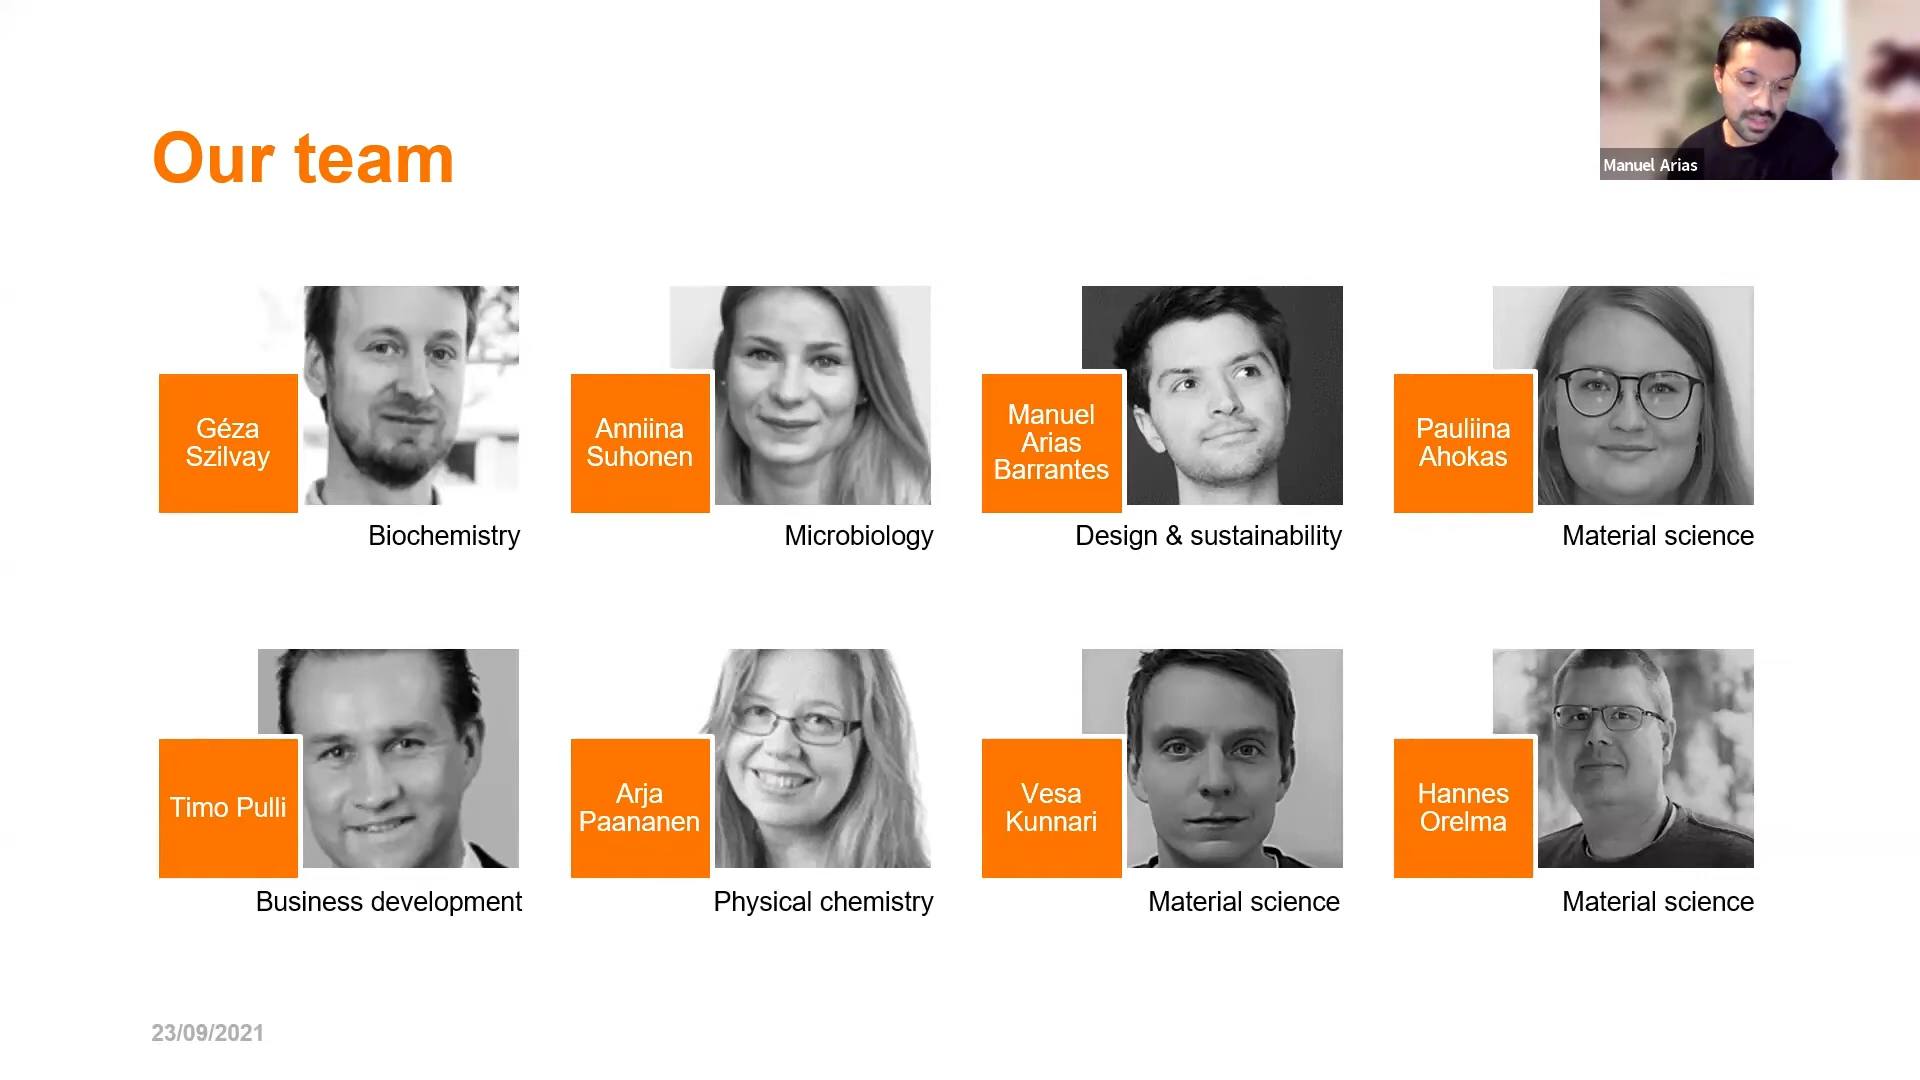 Our team
Manuel Arias
Géza
Szilvay
Biochemistry
Anniina
Suhonen
Microbiology
Manuel
Arias
Barrantes
Design & sustainability
Pauliina
Ahokas
Material science
Timo Pulli
Business development
Arja
Paananen
Physical chemistry
Vesa
Kunnari
Material science
Hannes
Orelma
Material science
23/09/2021